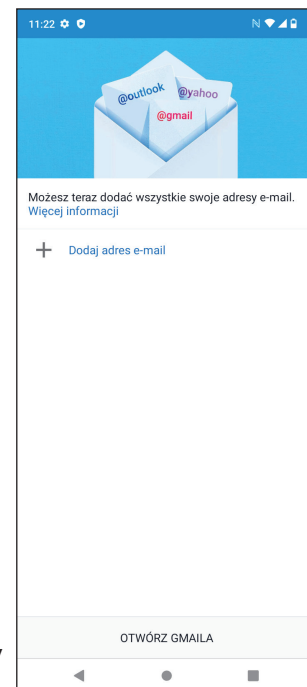 11:22
@outlook @yahoo
@gmail
Możesz teraz dodać wszystkie swoje adresy e-mail.
Więcej informacji
Dodaj adres e-mail
OTWÓRZ GMAILA